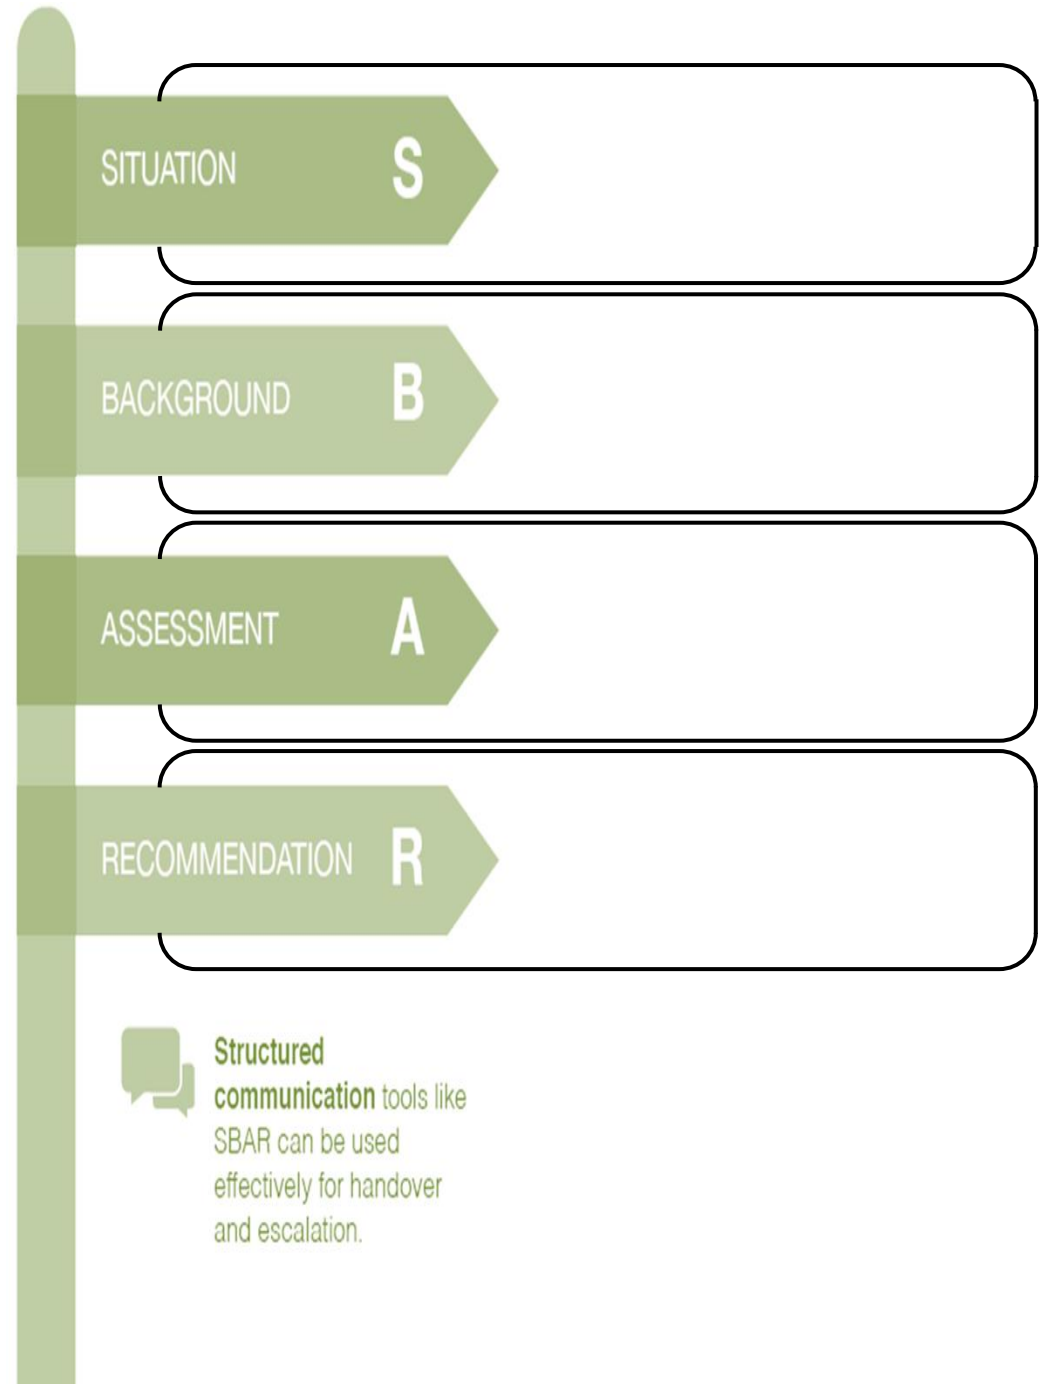 SITUATION S
BACKGROUND B
ASSESSMENT A
RECOMMENDATION R
Structured
communication tools like
SBAR can be used
effectively for handover
and escalation.